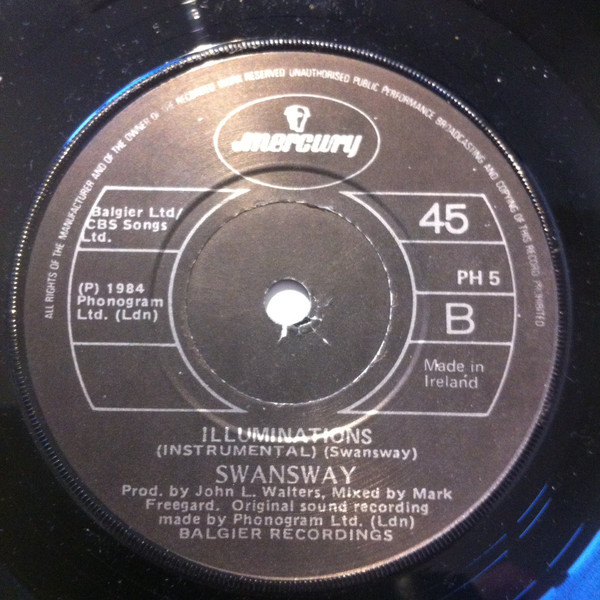 ALL RIGHTS OF THE MANUFACTURER AND OF THE OWNER OF THE RECORDED WORK RESERVED UNAUTHORISED PUBLIC PERFORMANCE BROADCASTING AND COPYING OF THIS RECORD PROHIBITED
mercury
Balgier Ltd/
CBS Songs
Ltd.
(P) 1984
Phonogram
Ltd. (Ldn)
45
PH 5
B
Made in
Ireland
ILLUMINATIONS
(INSTRUMENTAL) (Swansway)
SWANSWAY
Prod. by John L. Walters, Mixed by Mark
Freegard. Original sound recording
made by Phonogram Ltd. (Ldn)
BALGIER RECORDINGS